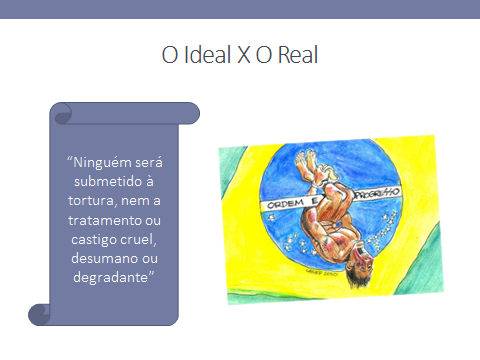 O Ideal X O Real
“Ninguém será
submetido à
tortura, nem a
tratamento ou
castigo cruel,
desumano ou
degradante”
ORDEM E PROGRESSO